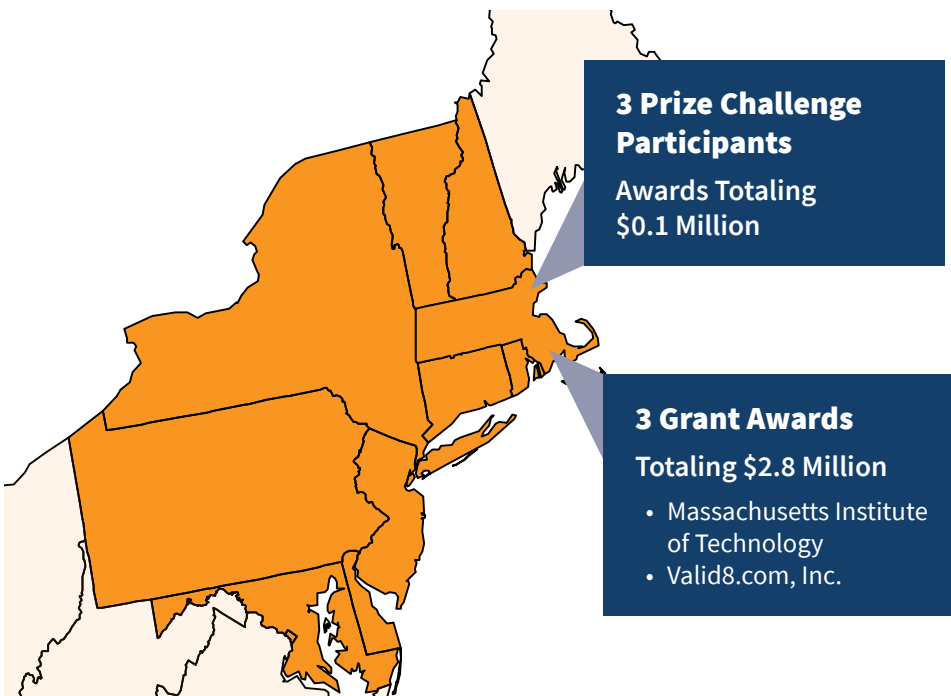 3 Prize Challenge
Participants
Awards Totaling
$0.1 Million
3 Grant Awards
Totaling $2.8 Million
• Massachusetts Institute
of Technology
• Valid8.com, Inc.